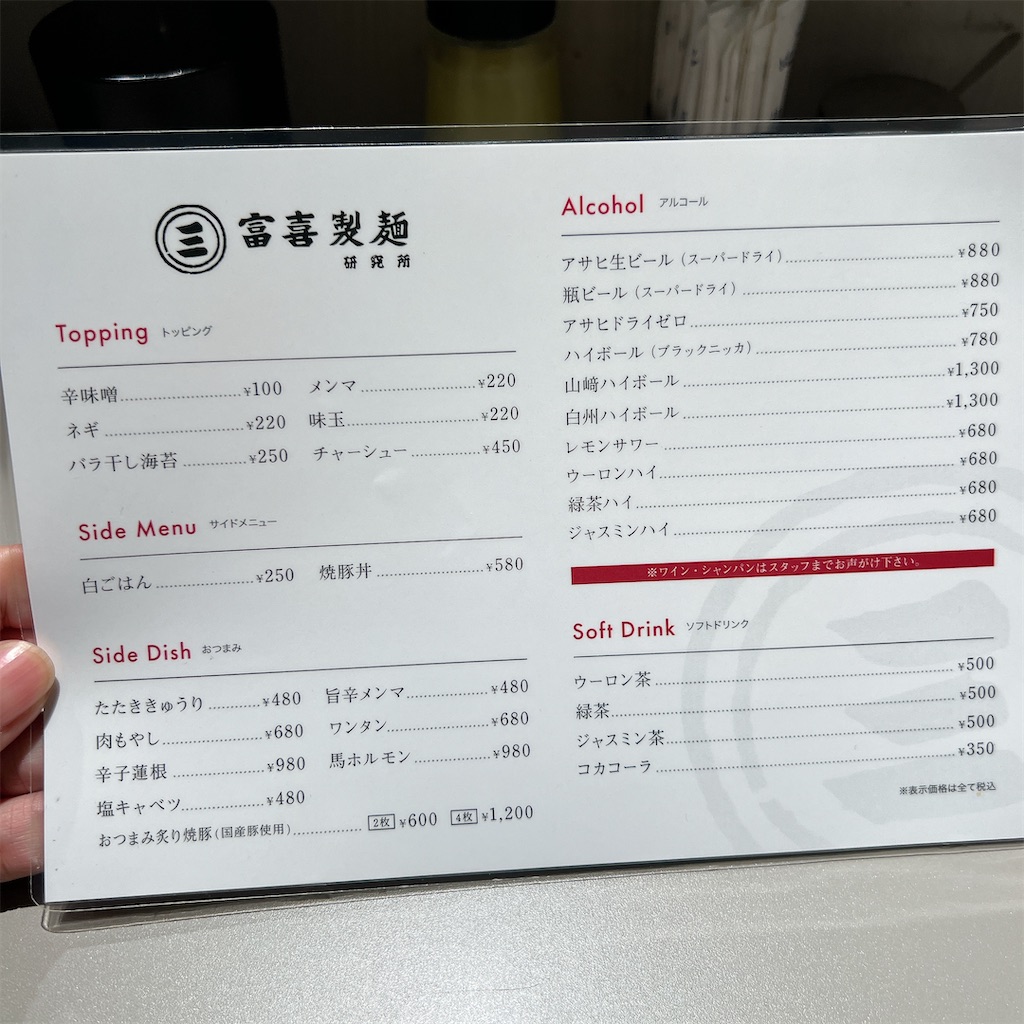 三 富喜製麺
研究所
Topping トッピング
辛味噌 ¥100
ネギ ¥220
バラ干し海苔 ¥250
メンマ ¥220
味玉 ¥220
チャーシュー ¥450
Side Menu サイドメニュー
白ごはん ¥250
焼豚丼 ¥580
Side Dish おつまみ
たたききゅうり ¥480
肉もやし ¥680
辛子蓮根 ¥980
塩キャベツ ¥480
旨辛メンマ ¥480
ワンタン ¥680
馬ホルモン ¥980
おつまみ炙り焼豚(国産豚使用) 2枚 ¥600 4枚 ¥1,200
Alcohol アルコール
アサヒ生ビール(スーパードライ) ¥880
瓶ビール(スーパードライ) ¥880
アサヒドライゼロ ¥750
ハイボール(ブラックニッカ) ¥780
山﨑ハイボール ¥1,300
白州ハイボール ¥1,300
レモンサワー ¥680
ウーロンハイ ¥680
緑茶ハイ ¥680
ジャスミンハイ ¥680
※ワイン・シャンパンはスタッフまでお声がけ下さい。
Soft Drink ソフトドリンク
ウーロン茶 ¥500
緑茶 ¥500
ジャスミン茶 ¥500
コカコーラ ¥350
※表示価格は全て税込